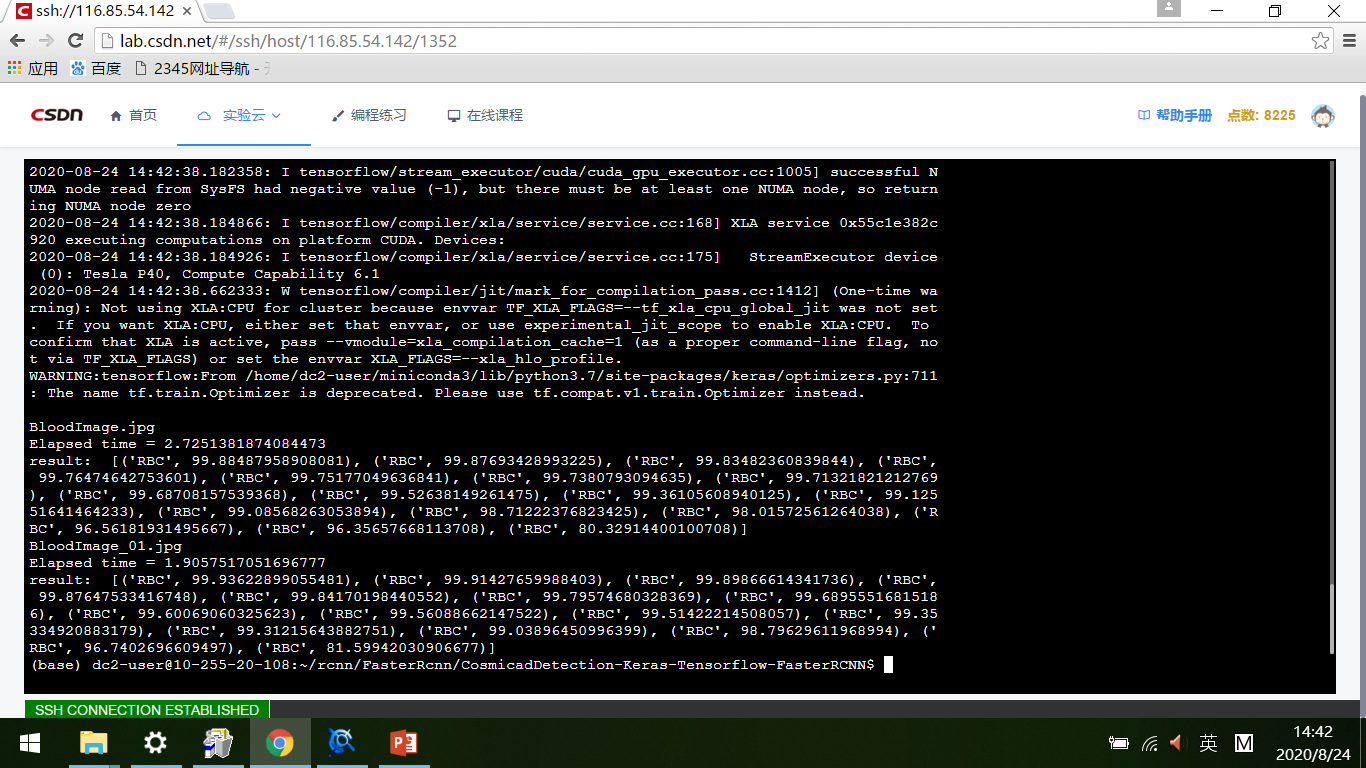 ssh://116.85.54.142
lab.csdn.net/#/ssh/host/116.85.54.142/1352
应用 百度 2345网址导航 -
CSDN 首页 实验云 编程练习 在线课程 帮助手册 点数: 8225
2020-08-24 14:42:38.182358: I tensorflow/stream_executor/cuda/cuda_gpu_executor.cc:1005] successful N
UMA node read from SysFS had negative value (-1), but there must be at least one NUMA node, so return
ing NUMA node zero
2020-08-24 14:42:38.184866: I tensorflow/compiler/xla/service/service.cc:168] XLA service 0x55c1e382c
920 executing computations on platform CUDA. Devices:
2020-08-24 14:42:38.184926: I tensorflow/compiler/xla/service/service.cc:175]   StreamExecutor device
 (0): Tesla P40, Compute Capability 6.1
2020-08-24 14:42:38.662333: W tensorflow/compiler/jit/mark_for_compilation_pass.cc:1412] (One-time wa
rning): Not using XLA:CPU for cluster because envvar TF_XLA_FLAGS=--tf_xla_cpu_global_jit was not set
.  If you want XLA:CPU, either set that envvar, or use experimental_jit_scope to enable XLA:CPU.  To
confirm that XLA is active, pass --vmodule=xla_compilation_cache=1 (as a proper command-line flag, no
t via TF_XLA_FLAGS) or set the envvar XLA_FLAGS=--xla_hlo_profile.
WARNING:tensorflow:From /home/dc2-user/miniconda3/lib/python3.7/site-packages/keras/optimizers.py:711
: The name tf.train.Optimizer is deprecated. Please use tf.compat.v1.train.Optimizer instead.
BloodImage.jpg
Elapsed time = 2.7251381874084473
result:  [('RBC', 99.88487958908081), ('RBC', 99.87693428993225), ('RBC', 99.83482360839844), ('RBC',
 99.76474642753601), ('RBC', 99.75177049636841), ('RBC', 99.7380793094635), ('RBC', 99.71321821212769
), ('RBC', 99.68708157539368), ('RBC', 99.52638149261475), ('RBC', 99.36105608940125), ('RBC', 99.125
51641464233), ('RBC', 99.08568263053894), ('RBC', 98.71222376823425), ('RBC', 98.01572561264038), ('R
BC', 96.56181931495667), ('RBC', 96.35657668113708), ('RBC', 80.32914400100708)]
BloodImage_01.jpg
Elapsed time = 1.9057517051696777
result:  [('RBC', 99.93622899055481), ('RBC', 99.91427659988403), ('RBC', 99.89866614341736), ('RBC',
 99.87647533416748), ('RBC', 99.84170198440552), ('RBC', 99.79574680328369), ('RBC', 99.6895551681518
6), ('RBC', 99.60069060325623), ('RBC', 99.56088662147522), ('RBC', 99.51422214508057), ('RBC', 99.35
334920883179), ('RBC', 99.31215643882751), ('RBC', 99.03896450996399), ('RBC', 98.79629611968994), ('
RBC', 96.7402696609497), ('RBC', 81.59942030906677)]
(base) dc2-user@10-255-20-108:~/rcnn/FasterRcnn/CosmicadDetection-Keras-Tensorflow-FasterRCNN$
SSH CONNECTION ESTABLISHED
英 M 14:42
2020/8/24